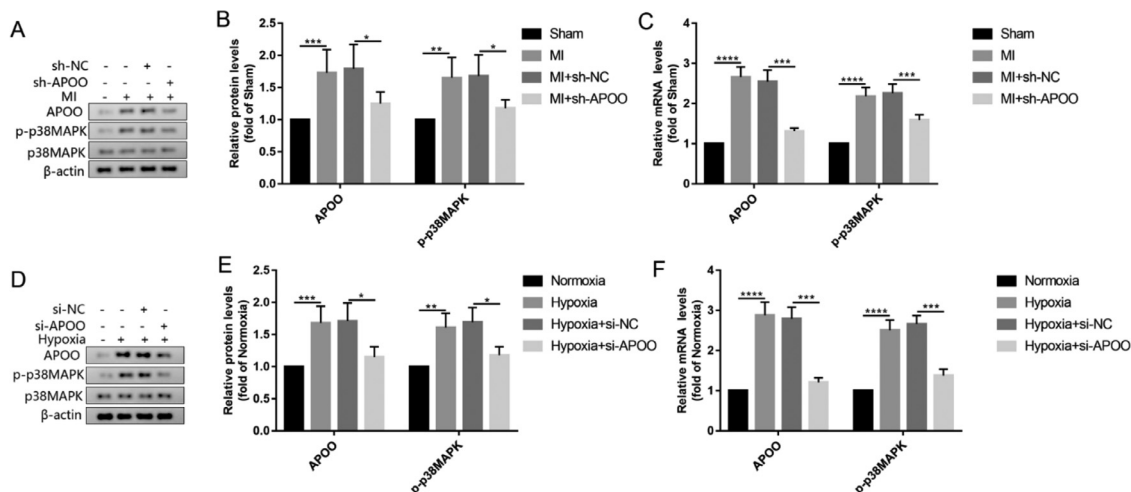 A
sh-NC - - + -
sh-APOO - - - +
MI - + + +
APOO
p-p38MAPK
p38MAPK
β-actin
B
Relative protein levels
(fold of Sham)
2.5
2.0
1.5
1.0
0.5
0.0
*** * ** *
APOO
p-p38MAPK
Sham
MI
MI+sh-NC
MI+sh-APOO
C
Relative mRNA levels
(fold of Sham)
4
3
2
1
0
**** *** **** ***
APOO
p-p38MAPK
D
si-NC - - + -
si-APOO - - - +
Hypoxia - + + +
APOO
p-p38MAPK
p38MAPK
β-actin
E
Relative protein levels
(fold of Normoxia)
2.5
2.0
1.5
1.0
0.5
0.0
*** * ** *
APOO
p-p38MAPK
Normoxia
Hypoxia
Hypoxia+si-NC
Hypoxia+si-APOO
F
Relative mRNA levels
(fold of Normoxia)
4
3
2
1
0
**** *** **** ***
APOO
p-p38MAPK
Sham
MI
MI+sh-NC
MI+sh-APOO
Normoxia
Hypoxia
Hypoxia+si-NC
Hypoxia+si-APOO